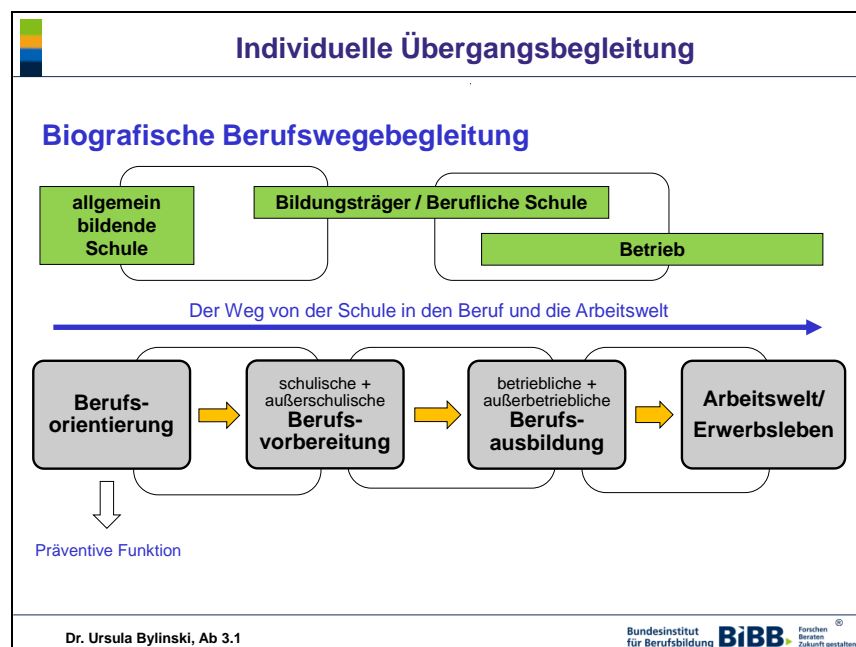 Individuelle Übergangsbegleitung
Biografische Berufswegebegleitung
allgemein
bildende
Schule
Bildungsträger / Berufliche Schule
Betrieb
Der Weg von der Schule in den Beruf und die Arbeitswelt
Berufs-
orientierung
schulische +
außerschulische
Berufs-
vorbereitung
betriebliche +
außerbetriebliche
Berufs-
ausbildung
Arbeitswelt/
Erwerbsleben
Präventive Funktion
Dr. Ursula Bylinski, Ab 3.1
Bundesinstitut
für Berufsbildung
BiBB
Forschen
Beraten
Zukunft gestalten
®